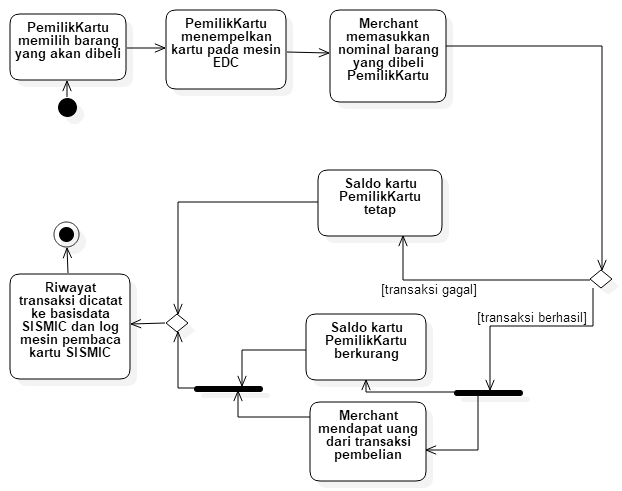 PemilikKartu
memilih barang
yang akan dibeli
PemilikKartu
menempelkan
kartu pada mesin
EDC
Merchant
memasukkan
nominal barang
yang dibeli
PemilikKartu
Saldo kartu
PemilikKartu
tetap
[transaksi gagal]
[transaksi berhasil]
Saldo kartu
PemilikKartu
berkurang
Merchant
mendapat uang
dari transaksi
pembelian
Riwayat
transaksi dicatat
ke basisdata
SISMIC dan log
mesin pembaca
kartu SISMIC